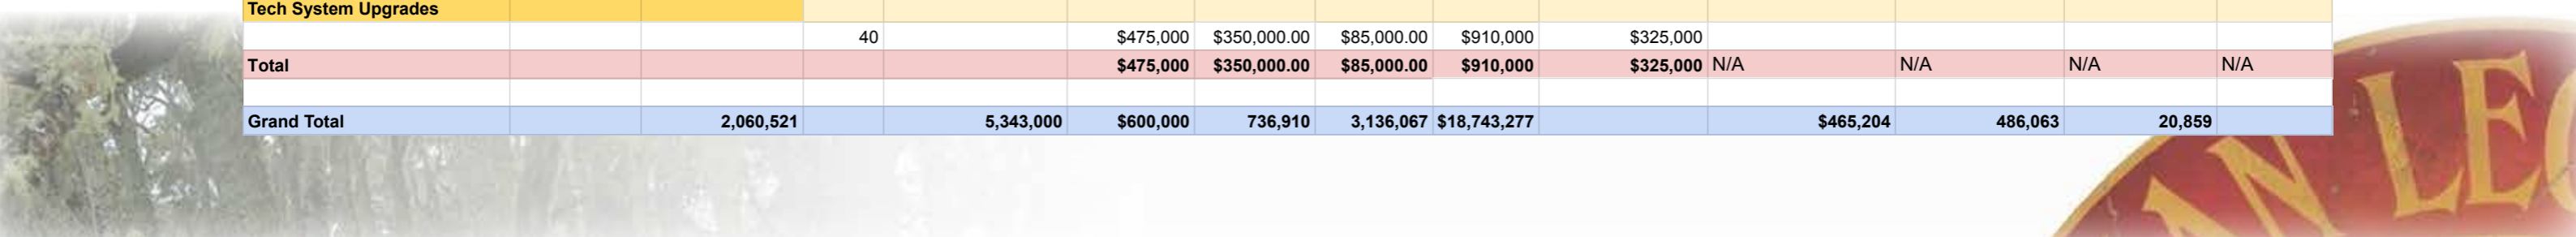 Tech System Upgrades
40 $475,000 $350,000.00 $85,000.00 $910,000 $325,000
Total $475,000 $350,000.00 $85,000.00 $910,000 $325,000 N/A N/A N/A N/A
Grand Total 2,060,521 5,343,000 $600,000 736,910 3,136,067 $18,743,277 $465,204 486,063 20,859
AN LEG